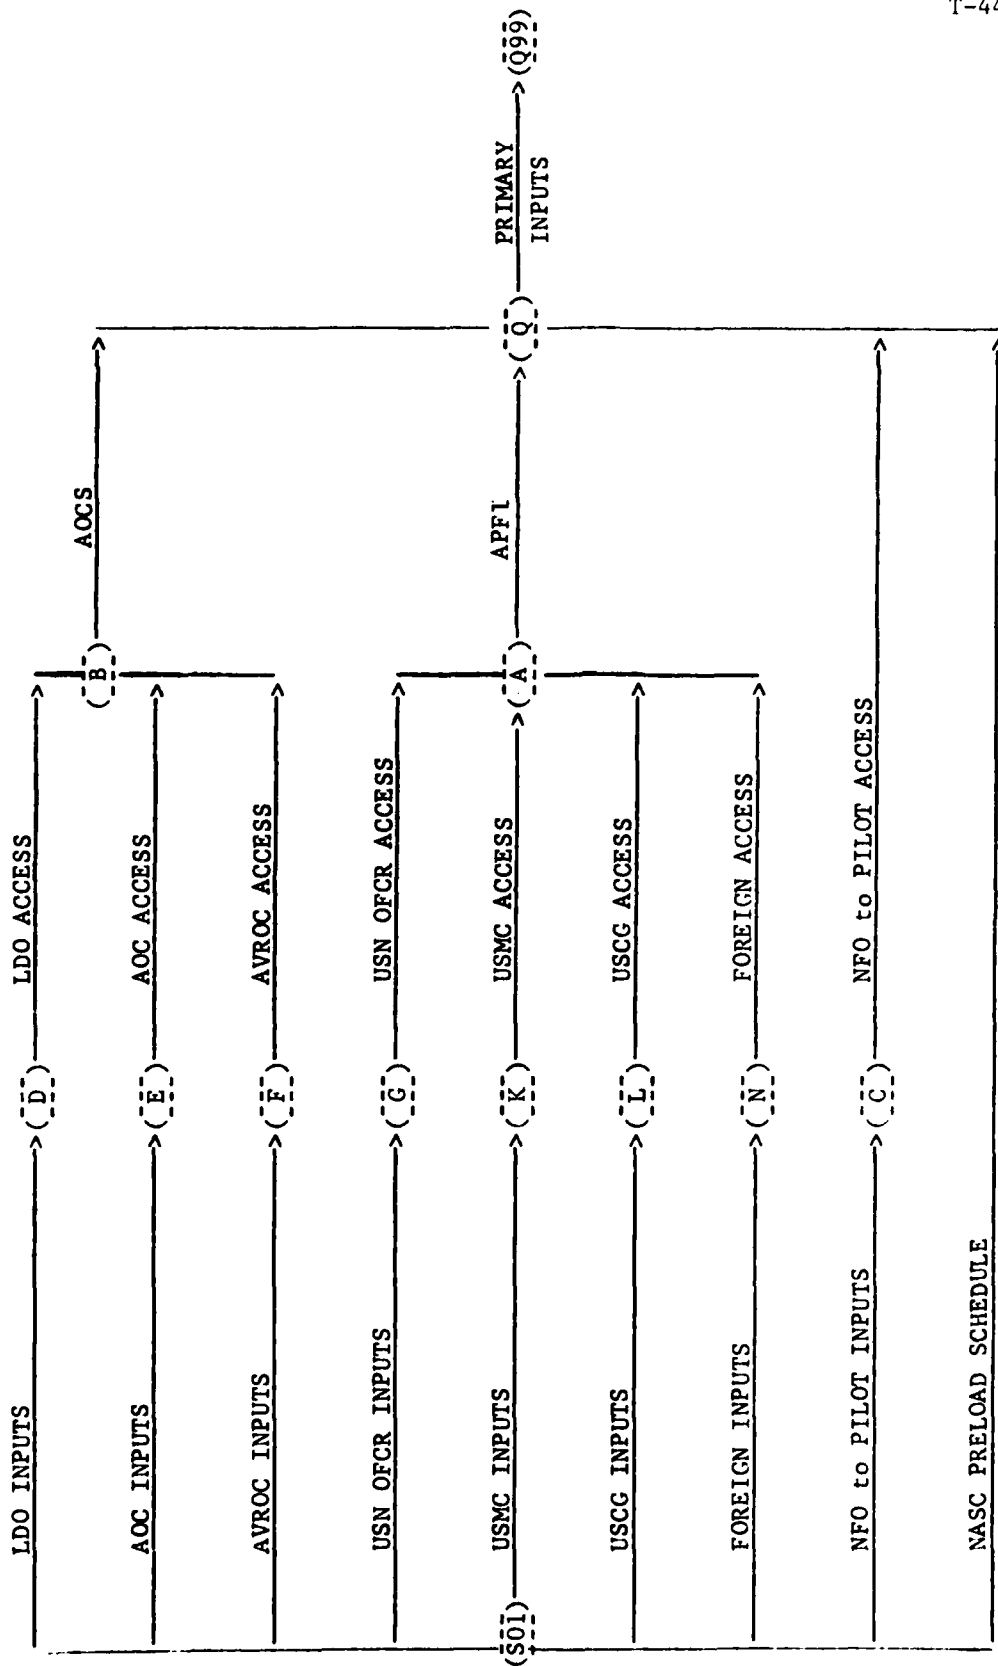 T-44
LDO INPUTS
(D)
LDO ACCESS
AOCS
AOC INPUTS
(E)
AOC ACCESS
(B)
AVROC INPUTS
(F)
AVROC ACCESS
USN OFCR INPUTS
(G)
USN OFCR ACCESS
(S01)
USMC INPUTS
(K)
USMC ACCESS
(A)
APF1
(Q)
PRIMARY
INPUTS
(Q99)
USCG INPUTS
(L)
USCG ACCESS
FOREIGN INPUTS
(N)
FOREIGN ACCESS
NFO to PILOT INPUTS
(C)
NFO to PILOT ACCESS
NASC PRELOAD SCHEDULE